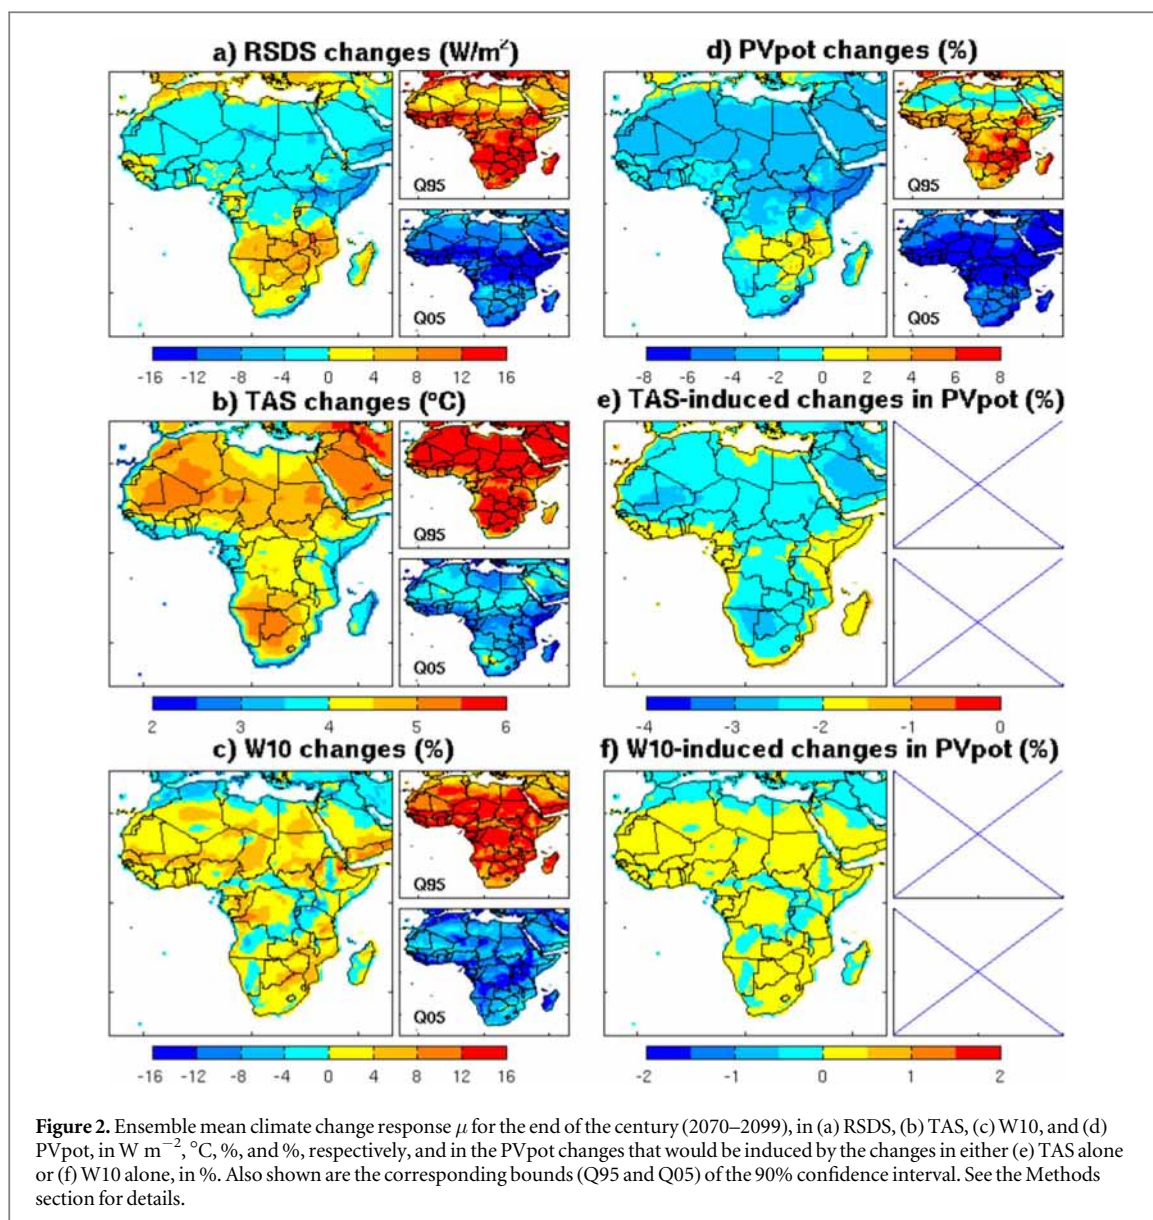 a) RSDS changes (W/m²)
Q95
Q05
-16 -12 -8 -4 0 4 8 12 16
d) PVpot changes (%)
Q95
Q05
-8 -6 -4 -2 0 2 4 6 8
b) TAS changes (°C)
Q95
Q05
2 3 4 5 6
e) TAS-induced changes in PVpot (%)
-4 -3 -2 -1 0
c) W10 changes (%)
Q95
Q05
-16 -12 -8 -4 0 4 8 12 16
f) W10-induced changes in PVpot (%)
-2 -1 0 1 2
Figure 2. Ensemble mean climate change response μ for the end of the century (2070–2099), in (a) RSDS, (b) TAS, (c) W10, and (d)
PVpot, in W m⁻², °C, %, and %, respectively, and in the PVpot changes that would be induced by the changes in either (e) TAS alone
or (f) W10 alone, in %. Also shown are the corresponding bounds (Q95 and Q05) of the 90% confidence interval. See the Methods
section for details.